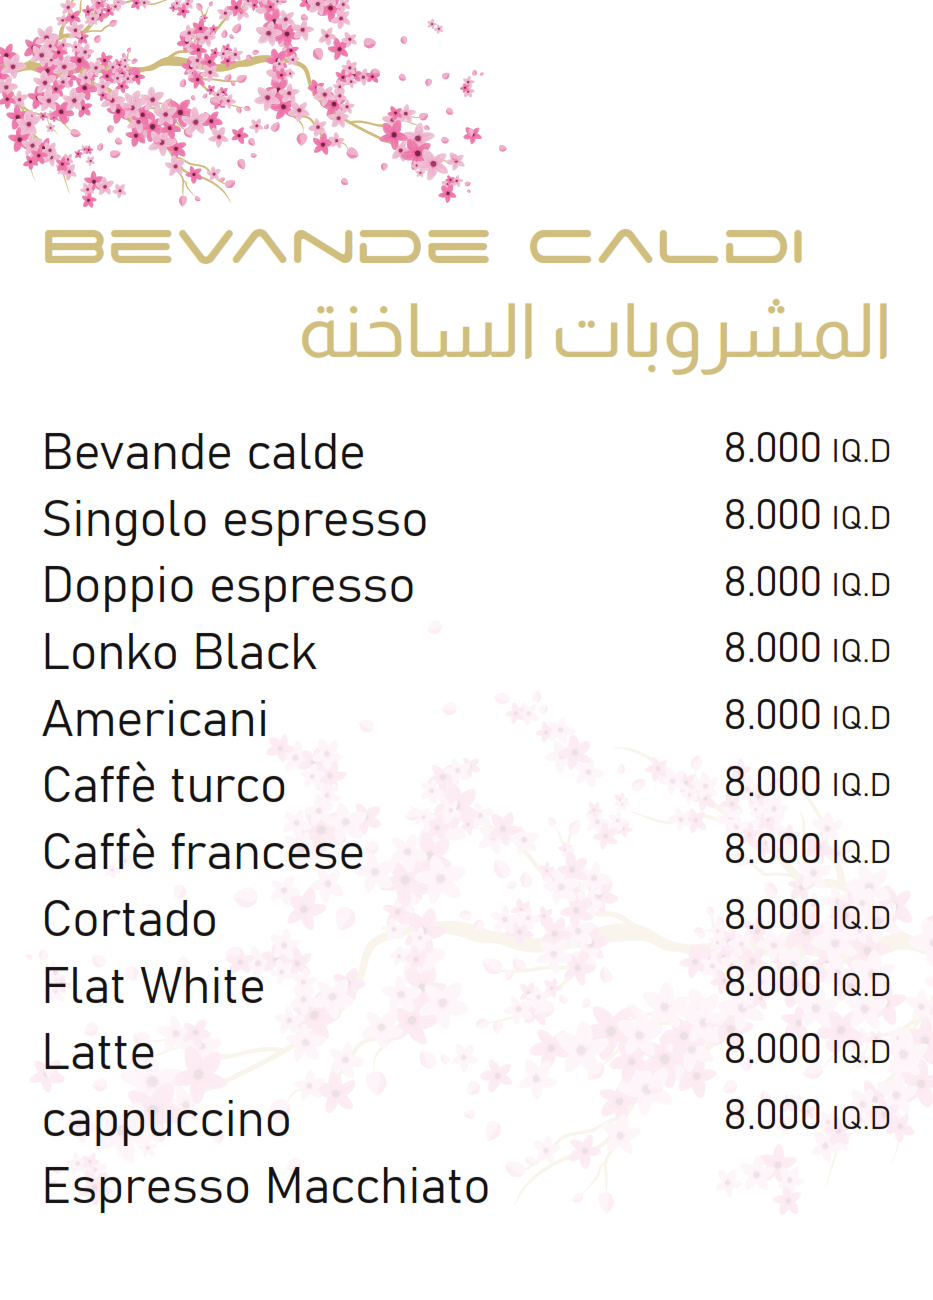 BEVANDE CALDI
المشروبات الساخنة
Bevande calde 8.000 IQ.D
Singolo espresso 8.000 IQ.D
Doppio espresso 8.000 IQ.D
Lonko Black 8.000 IQ.D
Americani 8.000 IQ.D
Caffè turco 8.000 IQ.D
Caffè francese 8.000 IQ.D
Cortado 8.000 IQ.D
Flat White 8.000 IQ.D
Latte 8.000 IQ.D
cappuccino 8.000 IQ.D
Espresso Macchiato